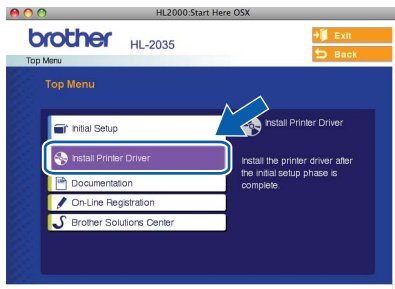 HL2000:Start Here OSX
brother HL-2035
Exit
Back
Top Menu
Top Menu
Initial Setup
Install Printer Driver
Documentation
On-Line Registration
Brother Solutions Center
Install Printer Driver
Install the printer driver after
the initial setup phase is
complete.